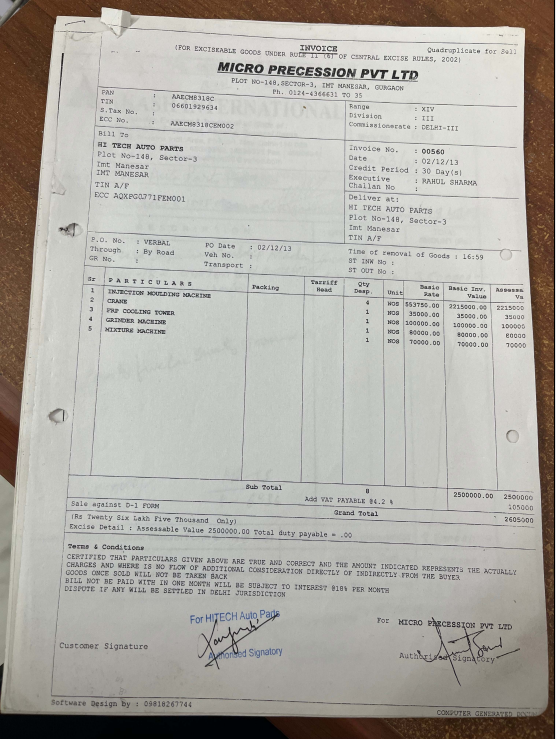 INVOICE
(FOR EXCISKABLE GOODS UNDER RULE 11 (6) OF CENTRAL EXCISE RULES, 2002)
Quadruplicate for Sell
MICRO PRECESSION PVT LTD
PLOT NO-148,SECTOR-3, IMT MANESAR, GURGAON
Ph. 0124-4366631 TO 35
PAN : AAECM8318C
TIN : 06601929634
S.Tax No. :
ECC No. : AAECM8318CEM002
Range : XIV
Division : III
Commissionerate : DELHI-III
Bill To
HI TECH AUTO PARTS
Plot No-148, Sector-3
Imt Manesar
IMT MANESAR
TIN A/F
ECC AQXPG0771FEM001
Invoice No. : 00560
Date : 02/12/13
Credit Period : 30 Day(s)
Executive : RAHUL SHARMA
Challan No :
Deliver at:
HI TECH AUTO PARTS
Plot No-148, Sector-3
Imt Manesar
TIN A/F
P.O. No. : VERBAL PO Date : 02/12/13 Time of removal of Goods : 16:59
Through : By Road Veh No. : ST INW No :
GR No. : Transport : ST OUT No :
Sr PARTICULARS Packing Tarriff Head Qty Desp. Unit Basic Rate Basic Inv. Value Assessa Va
1 INJECTION MOULDING MACHINE 4 NOS 553750.00 2215000.00 2215000
2 CRANE 1 NOS 35000.00 35000.00 35000
3 FRP COOLING TOWER 1 NOS 100000.00 100000.00 100000
4 GRINDER MACHINE 1 NOS 80000.00 80000.00 80000
5 MIXTURE MACHINE 1 NOS 70000.00 70000.00 70000
Sub Total 8 2500000.00 2500000
Add VAT PAYABLE @4.2 % 105000
Sale against D-1 FORM Grand Total 2605000
(Rs Twenty Six Lakh Five Thousand Only)
Excise Detail : Assessable Value 2500000.00 Total duty payable = .00
Terms & Conditions
CERTIFIED THAT PARTICULARS GIVEN ABOVE ARE TRUE AND CORRECT AND THE AMOUNT INDICATED REPRESENTS THE ACTUALLY
CHARGES AND WHERE IS NO FLOW OF ADDITIONAL CONSIDERATION DIRECTLY OF INDIRECTLY FROM THE BUYER
GOODS ONCE SOLD WILL NOT BE TAKEN BACK
BILL NOT BE PAID WITH IN ONE MONTH WILL BE SUBJECT TO INTEREST @18% PER MONTH
DISPUTE IF ANY WILL BE SETTLED IN DELHI JURISDICTION
For HITECH Auto Parts
For MICRO PRECESSION PVT LTD
Customer Signature
Authorised Signatory
Authorised Signatory
Software Design by : 09818267744
COMPUTER GENERATED